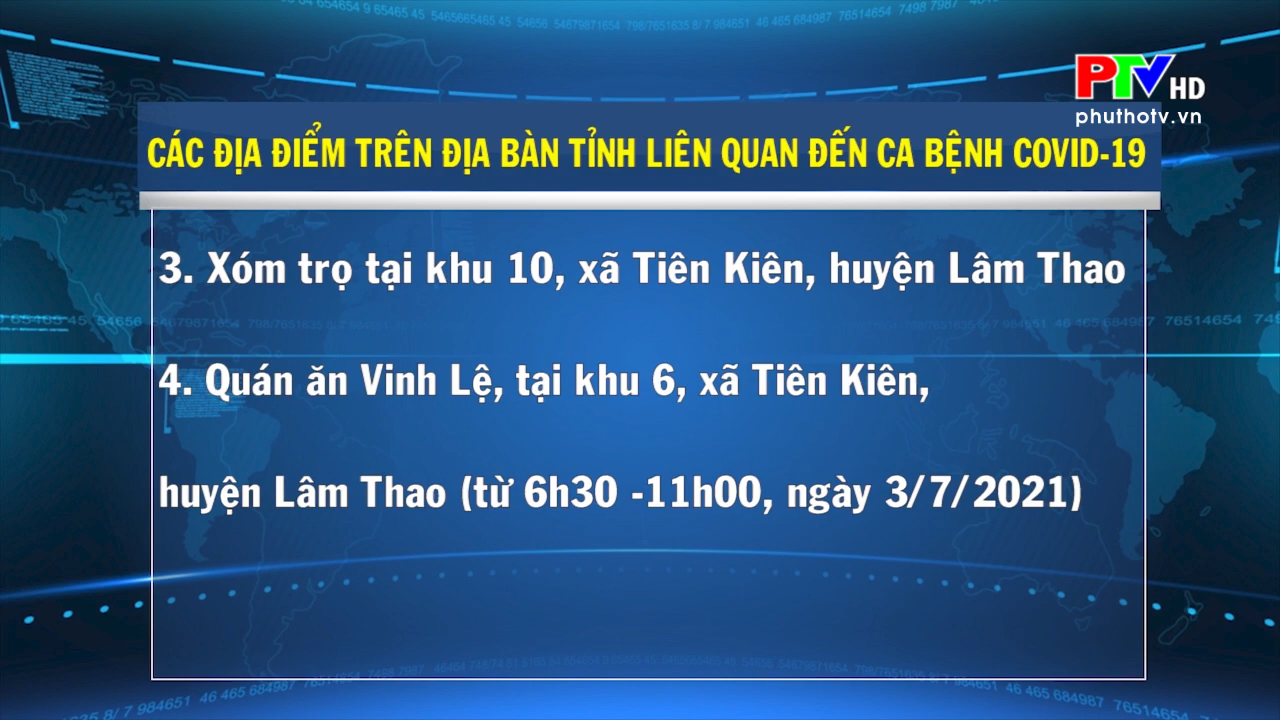 PTV HD
phuthotv.vn
CÁC ĐỊA ĐIỂM TRÊN ĐỊA BÀN TỈNH LIÊN QUAN ĐẾN CA BỆNH COVID-19
3. Xóm trọ tại khu 10, xã Tiên Kiên, huyện Lâm Thao
4. Quán ăn Vinh Lệ, tại khu 6, xã Tiên Kiên,
huyện Lâm Thao (từ 6h30 -11h00, ngày 3/7/2021)